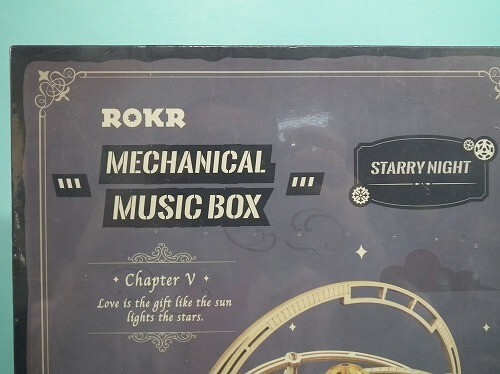 ROKR
MECHANICAL
MUSIC BOX
STARRY NIGHT
Chapter V
Love is the gift like the sun
lights the stars.